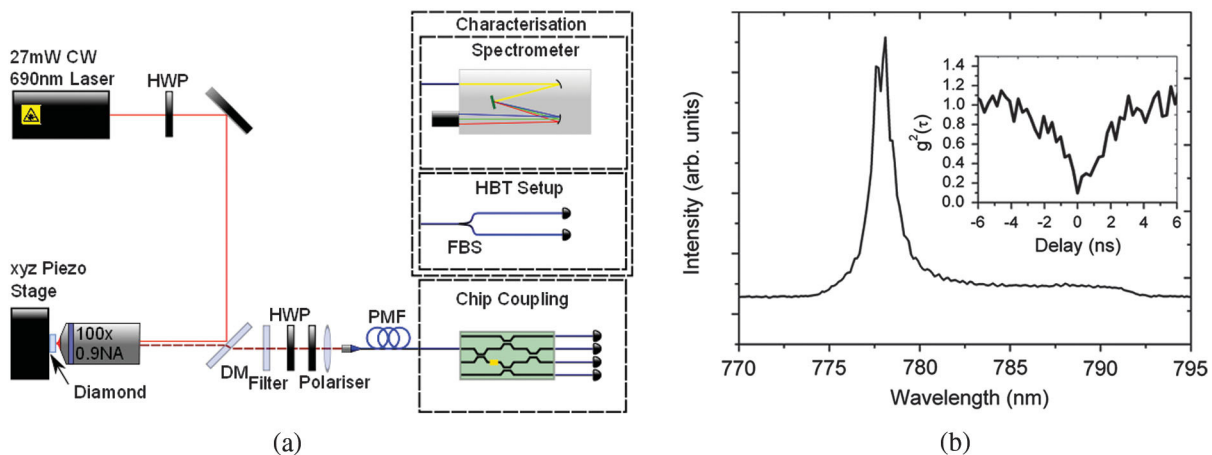 27mW CW
690nm Laser
HWP
xyz Piezo
Stage
100x
0.9NA
Diamond
DM
Filter
HWP
Polariser
PMF
Characterisation
Spectrometer
HBT Setup
FBS
Chip Coupling
(a)
Intensity (arb. units)
770 775 780 785 790 795
Wavelength (nm)
g²(τ)
1.4
1.2
1.0
0.8
0.6
0.4
0.2
0.0
-6 -4 -2 0 2 4 6
Delay (ns)
(b)